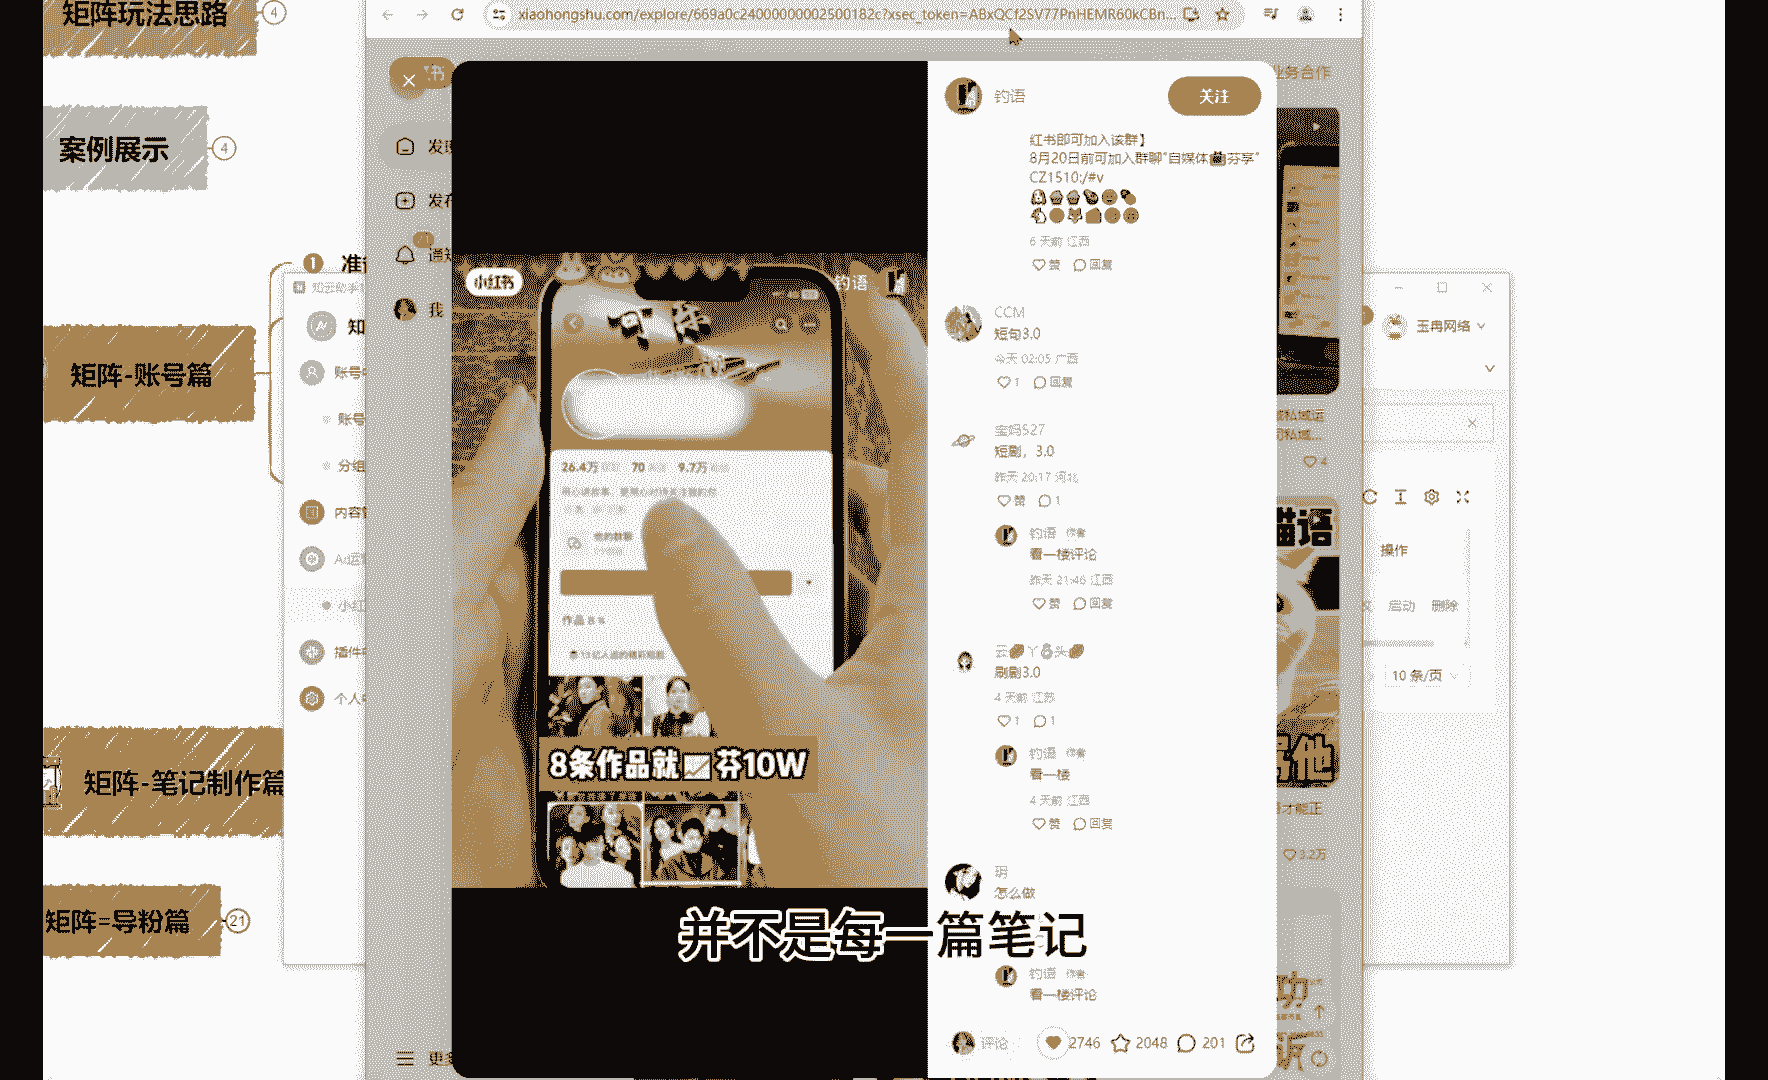 矩阵玩法思路
4
案例展示
4
1
矩阵-账号篇
矩阵-笔记制作篇
矩阵=导粉篇
21
xiaohongshu.com/explore/669a0c24000000002500182c?xsec_token=ABxQCf2SV77PnHEMR60kCBn...
业务合作
发现
发布
通知
我
更多
小红书
钓语
26.4万
70
9.7万
作品 8
8条作品就📈芬10W
钓语
关注
红书即可加入该群】
8月20日前可加入群聊“自媒体 芬享”
CZ1510:/#v
6 天前 江西
赞
回复
CCM
短句3.0
今天 02:05 广西
1
回复
宝妈527
短剧，3.0
昨天 20:17 河北
赞
1
钓语 作者
看一楼评论
昨天 21:46 江西
赞
回复
刷剧3.0
4 天前 江苏
1
1
钓语 作者
看一楼
4 天前 江西
赞
回复
玥
怎么做
钓语 作者
看一楼评论
评论
2746
2048
201
并不是每一篇笔记
玉冉网络
操作
启动
删除
10 条/页
4
3.2万